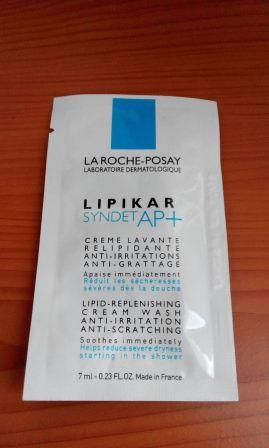 LA ROCHE-POSAY
LABORATOIRE DERMATOLOGIQUE
LIPIKAR
SYNDET AP+
CREME LAVANTE
RELIPIDANTE
ANTI-IRRITATIONS
ANTI-GRATTAGE
Apaise immédiatement
Réduit les sécheresses
sévères dès la douche
LIPID-REPLENISHING
CREAM WASH
ANTI-IRRITATION
ANTI-SCRATCHING
Soothes immediately
Helps reduce severe dryness
starting in the shower
7 ml - 0.23 FL.OZ. Made in France